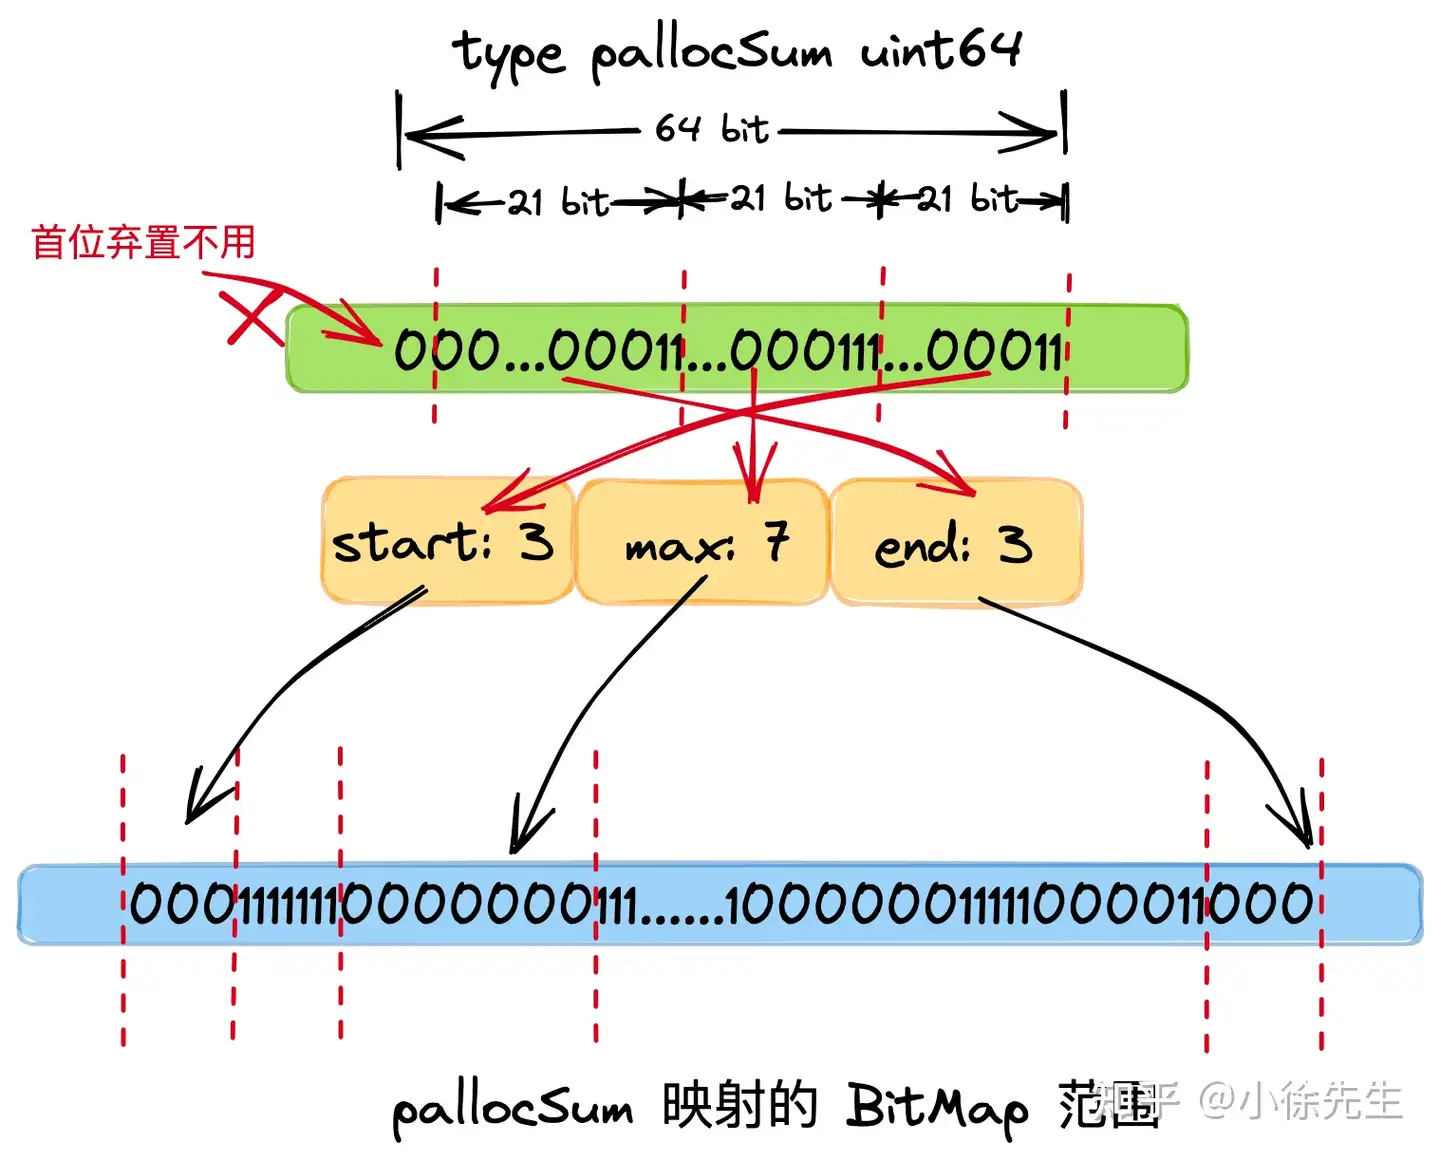 type pallocSum uint64
64 bit
21 bit 21 bit 21 bit
首位弃置不用
000...00011...000111...00011
start: 3 max: 7 end: 3
000111111100000000111......1000000011111000011000
pallocSum 映射的 BitMap 范围
知乎 @小徐先生